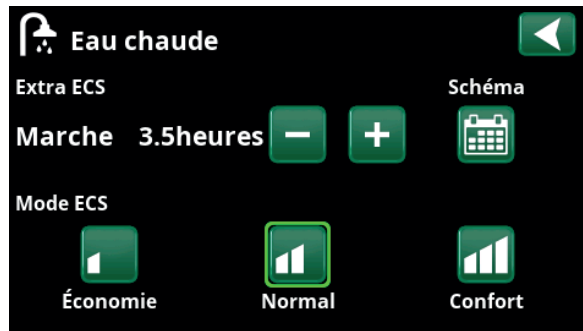 Eau chaude
Extra ECS
Schéma
Marche 3.5heures
Mode ECS
Économie
Normal
Confort